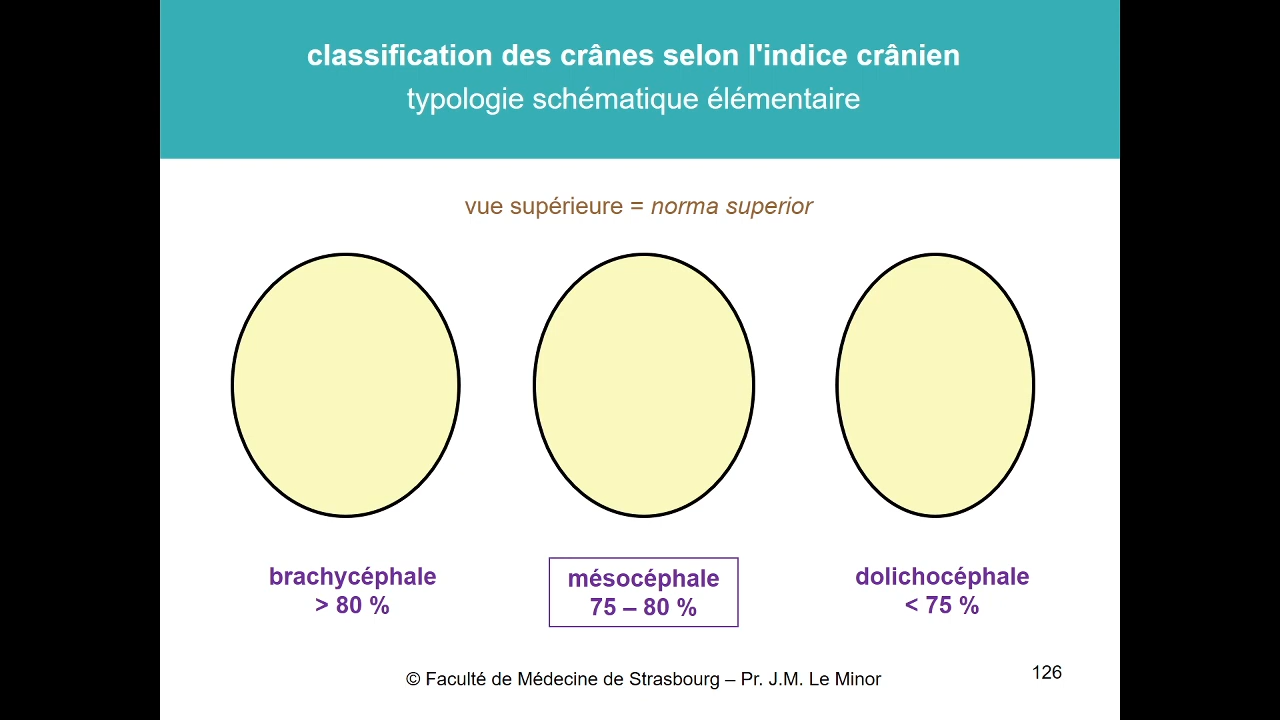 classification des crânes selon l'indice crânien
typologie schématique élémentaire
vue supérieure = norma superior
brachycéphale
> 80 %
mésocéphale
75 – 80 %
dolichocéphale
< 75 %
© Faculté de Médecine de Strasbourg – Pr. J.M. Le Minor
126